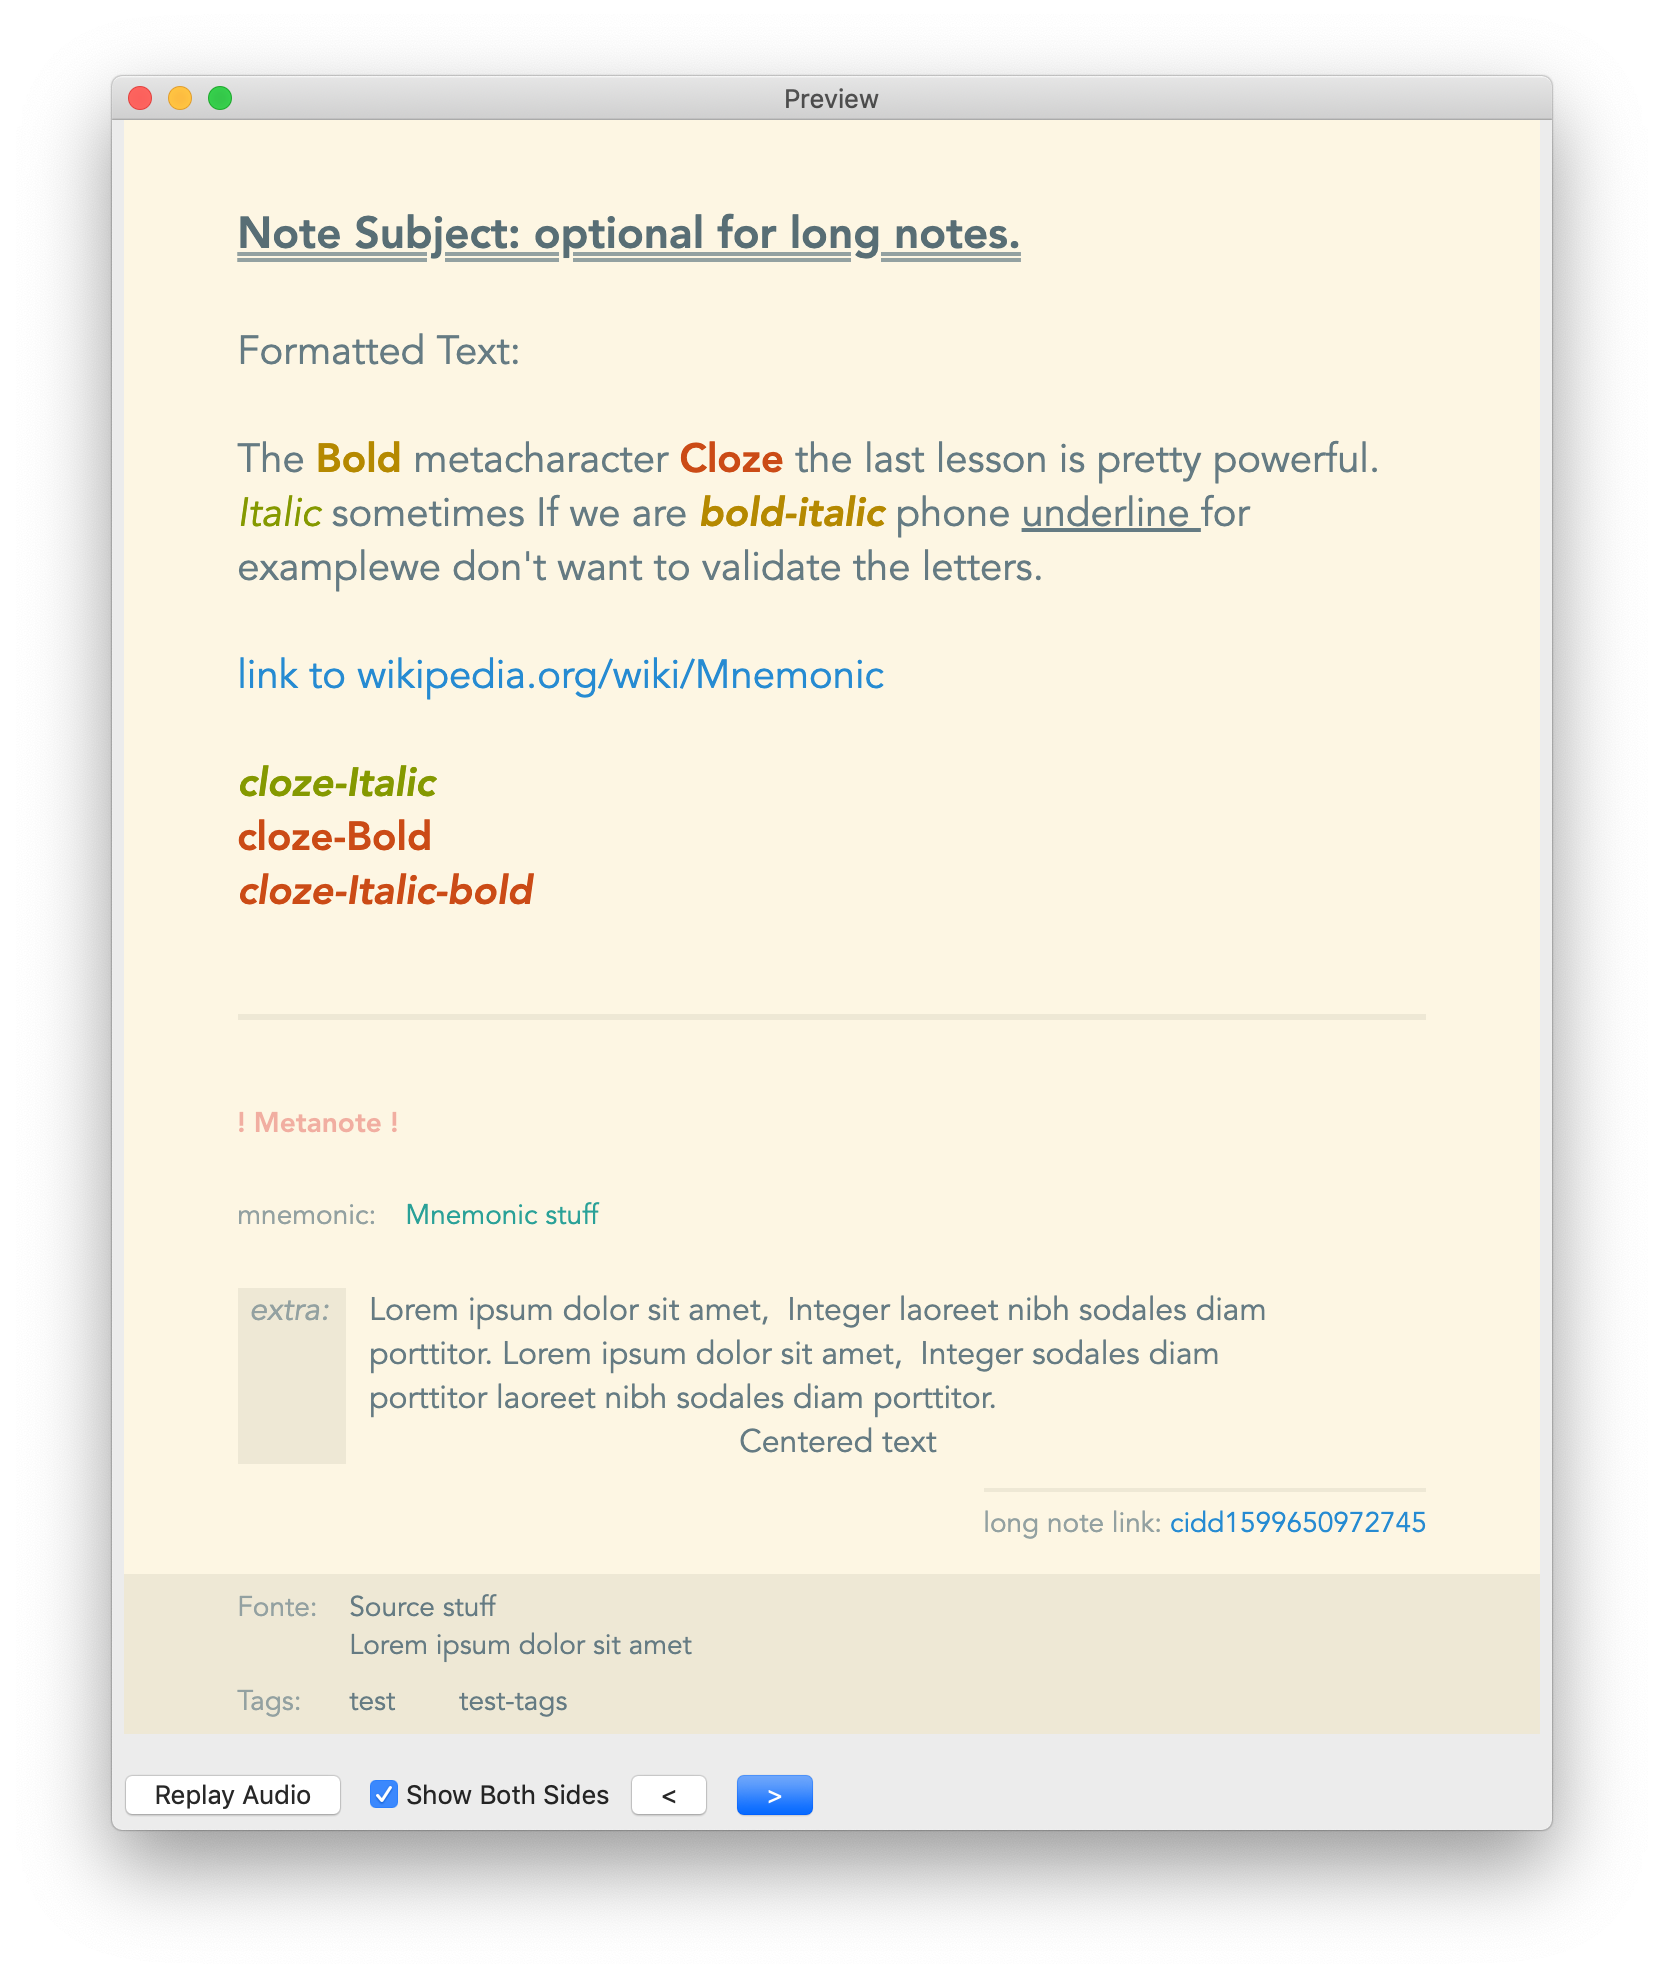 Preview
Note Subject: optional for long notes.
Formatted Text:
The Bold metacharacter Cloze the last lesson is pretty powerful.
Italic sometimes If we are bold-italic phone underline for
examplewe don't want to validate the letters.
link to wikipedia.org/wiki/Mnemonic
cloze-Italic
cloze-Bold
cloze-Italic-bold
! Metanote !
mnemonic: Mnemonic stuff
extra: Lorem ipsum dolor sit amet,  Integer laoreet nibh sodales diam
porttitor. Lorem ipsum dolor sit amet,  Integer sodales diam
porttitor laoreet nibh sodales diam porttitor.
Centered text
long note link: cidd1599650972745
Fonte: Source stuff
Lorem ipsum dolor sit amet
Tags: test test-tags
Replay Audio Show Both Sides < >